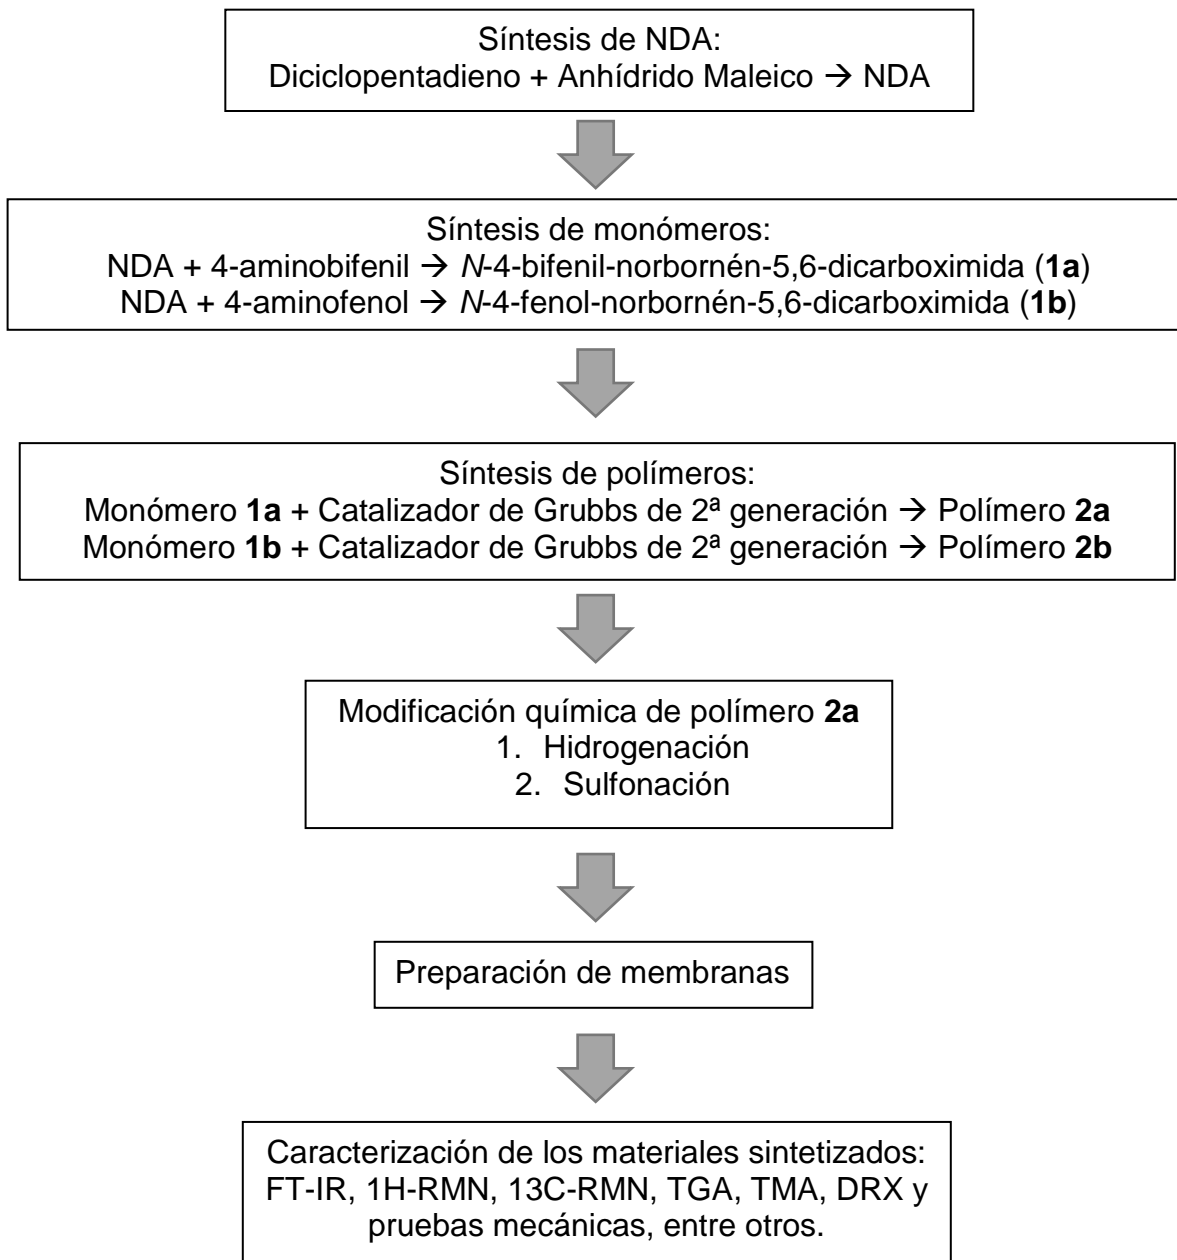 Síntesis de NDA:
Diciclopentadieno + Anhídrido Maleico → NDA
Síntesis de monómeros:
NDA + 4-aminobifenil → N-4-bifenil-norbornén-5,6-dicarboximida (1a)
NDA + 4-aminofenol → N-4-fenol-norbornén-5,6-dicarboximida (1b)
Síntesis de polímeros:
Monómero 1a + Catalizador de Grubbs de 2ª generación → Polímero 2a
Monómero 1b + Catalizador de Grubbs de 2ª generación → Polímero 2b
Modificación química de polímero 2a
1. Hidrogenación
2. Sulfonación
Preparación de membranas
Caracterización de los materiales sintetizados:
FT-IR, 1H-RMN, 13C-RMN, TGA, TMA, DRX y
pruebas mecánicas, entre otros.